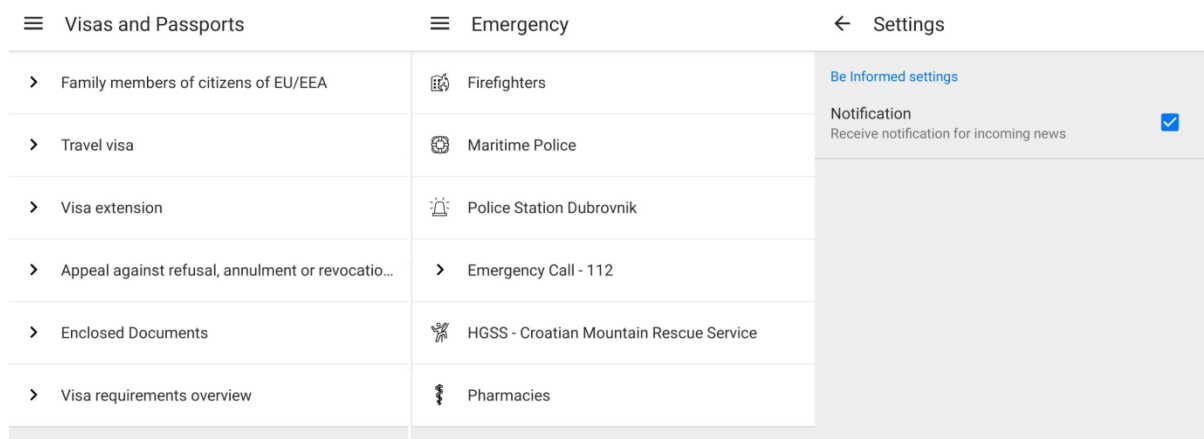 Visas and Passports
Family members of citizens of EU/EEA
Travel visa
Visa extension
Appeal against refusal, annulment or revocatio...
Enclosed Documents
Visa requirements overview
Emergency
Firefighters
Maritime Police
Police Station Dubrovnik
Emergency Call - 112
HGSS - Croatian Mountain Rescue Service
Pharmacies
Settings
Be Informed settings
Notification
Receive notification for incoming news